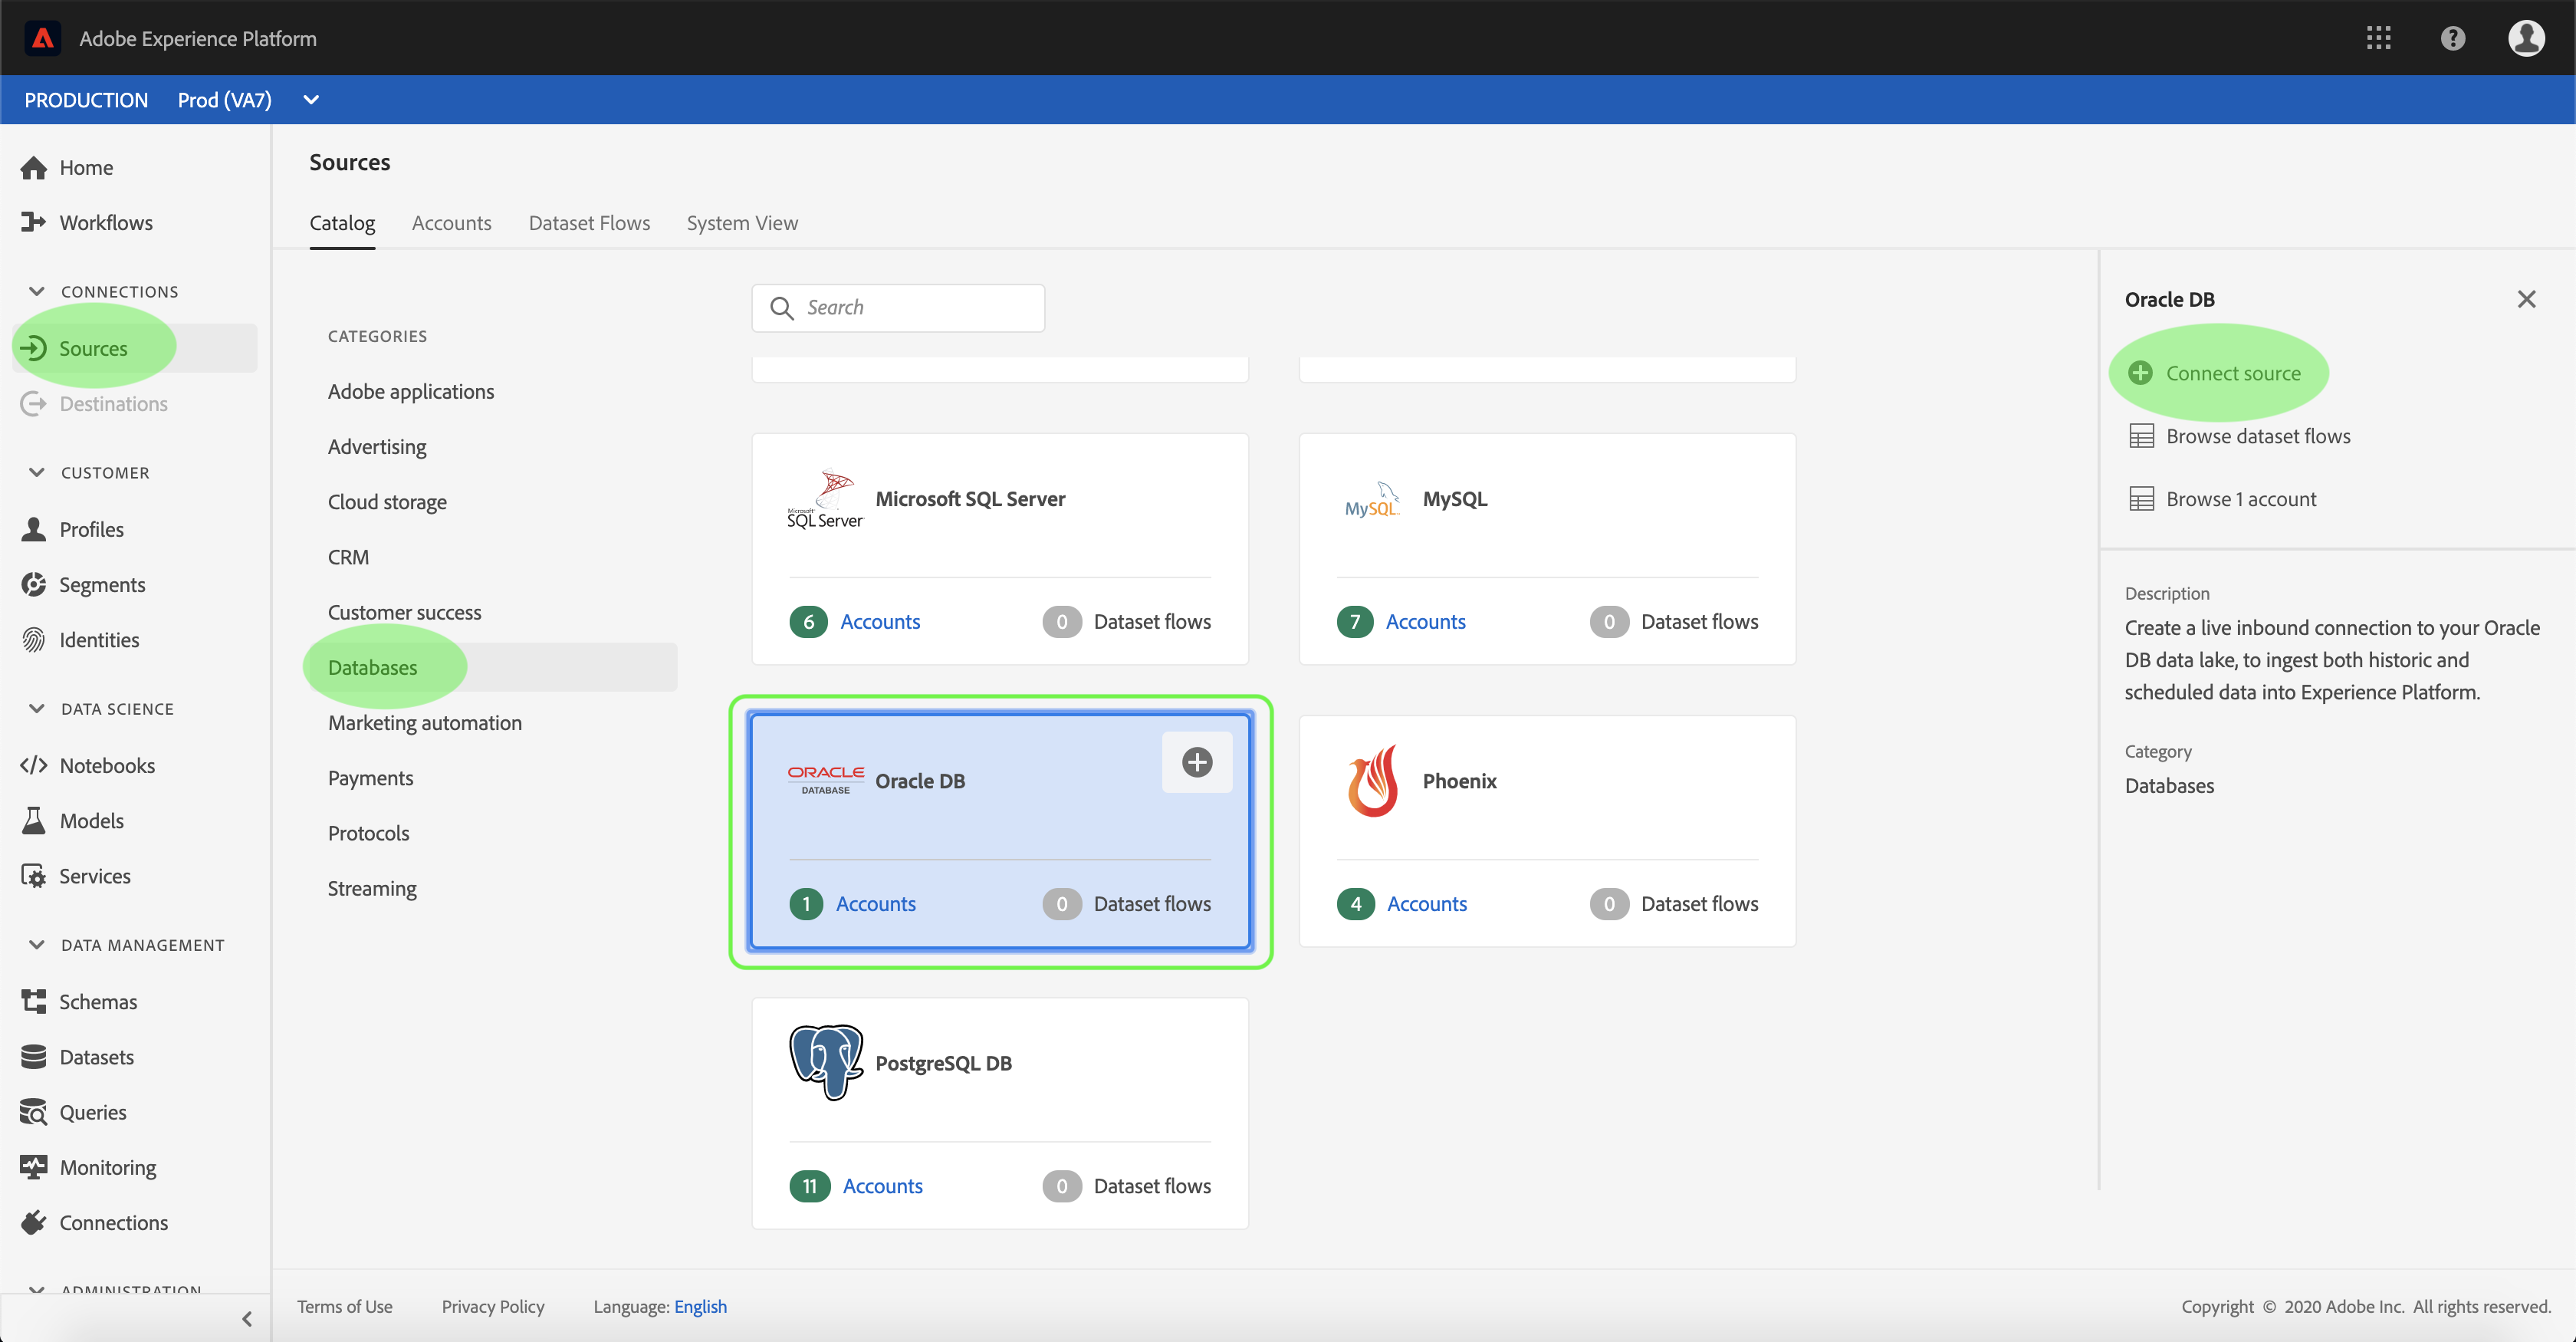 Adobe Experience Platform
PRODUCTION Prod (VA7)
Home
Workflows
CONNECTIONS
Sources
Destinations
CUSTOMER
Profiles
Segments
Identities
DATA SCIENCE
Notebooks
Models
Services
DATA MANAGEMENT
Schemas
Datasets
Queries
Monitoring
Connections
ADMINISTRATION
Sources
Catalog Accounts Dataset Flows System View
CATEGORIES
Adobe applications
Advertising
Cloud storage
CRM
Customer success
Databases
Marketing automation
Payments
Protocols
Streaming
Search
Microsoft
SQL Server
Microsoft SQL Server
6 Accounts 0 Dataset flows
MySQL
MySQL
7 Accounts 0 Dataset flows
ORACLE
DATABASE
Oracle DB
1 Accounts 0 Dataset flows
Phoenix
4 Accounts 0 Dataset flows
PostgreSQL DB
11 Accounts 0 Dataset flows
Oracle DB
Connect source
Browse dataset flows
Browse 1 account
Description
Create a live inbound connection to your Oracle
DB data lake, to ingest both historic and
scheduled data into Experience Platform.
Category
Databases
Terms of Use Privacy Policy Language: English
Copyright © 2020 Adobe Inc. All rights reserved.